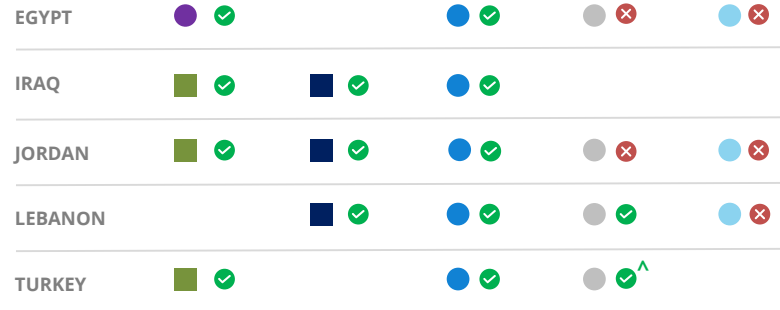 EGYPT
IRAQ
JORDAN
LEBANON
^
TURKEY